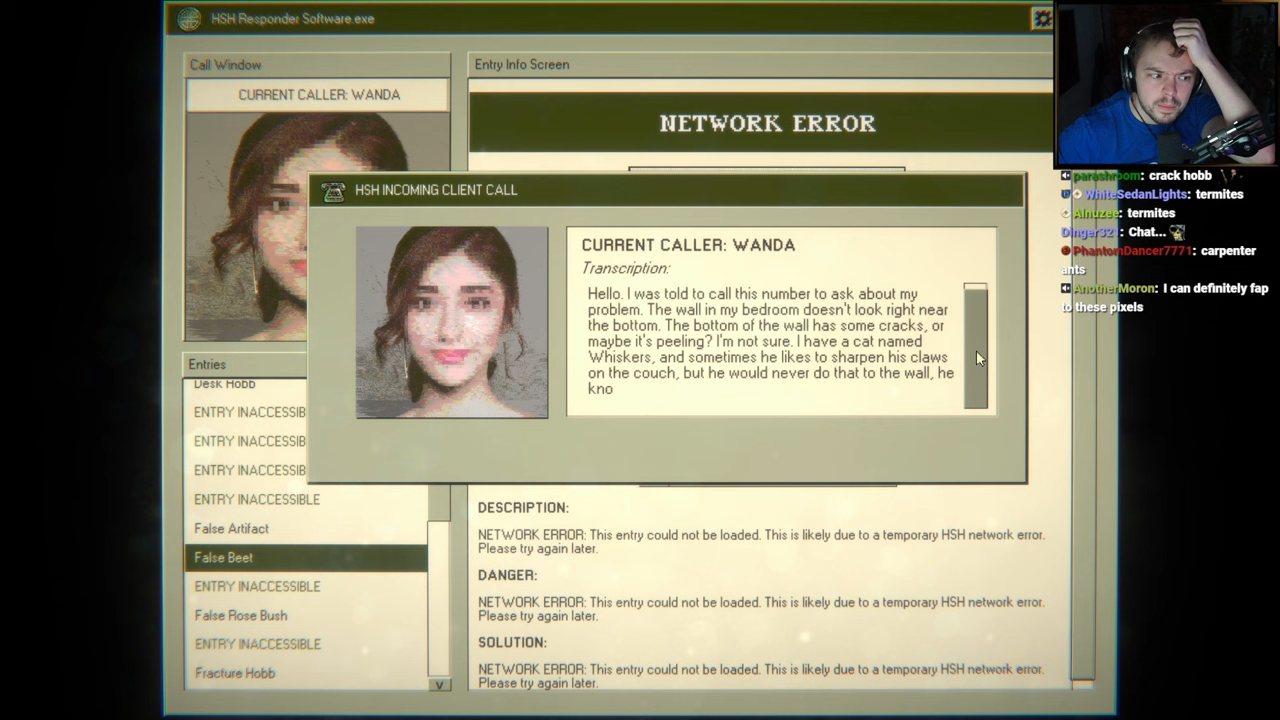 HSH Responder Software.exe
Call Window
CURRENT CALLER: WANDA
Entry Info Screen
NETWORK ERROR
HSH INCOMING CLIENT CALL
CURRENT CALLER: WANDA
Transcription:
Hello. I was told to call this number to ask about my
problem. The wall in my bedroom doesn't look right near
the bottom. The bottom of the wall has some cracks, or
maybe it's peeling? I'm not sure. I have a cat named
Whiskers, and sometimes he likes to sharpen his claws
on the couch, but he would never do that to the wall, he
kno
Entries
Desk Hobb
ENTRY INACCESSIB
ENTRY INACCESSIB
ENTRY INACCESSIB
ENTRY INACCESSIBLE
False Artifact
False Beet
ENTRY INACCESSIBLE
False Rose Bush
ENTRY INACCESSIBLE
Fracture Hobb
V
DESCRIPTION:
NETWORK ERROR: This entry could not be loaded. This is likely due to a temporary HSH network error.
Please try again later.
DANGER:
NETWORK ERROR: This entry could not be loaded. This is likely due to a temporary HSH network error.
Please try again later.
SOLUTION:
NETWORK ERROR: This entry could not be loaded. This is likely due to a temporary HSH network error.
Please try again later.
parashroom: crack hobb
WhiteSedanLights: termites
Alnuzee: termites
Dinger321: Chat...
PhantomDancer7771: carpenter
ants
AnotherMoron: I can definitely fap
to these pixels